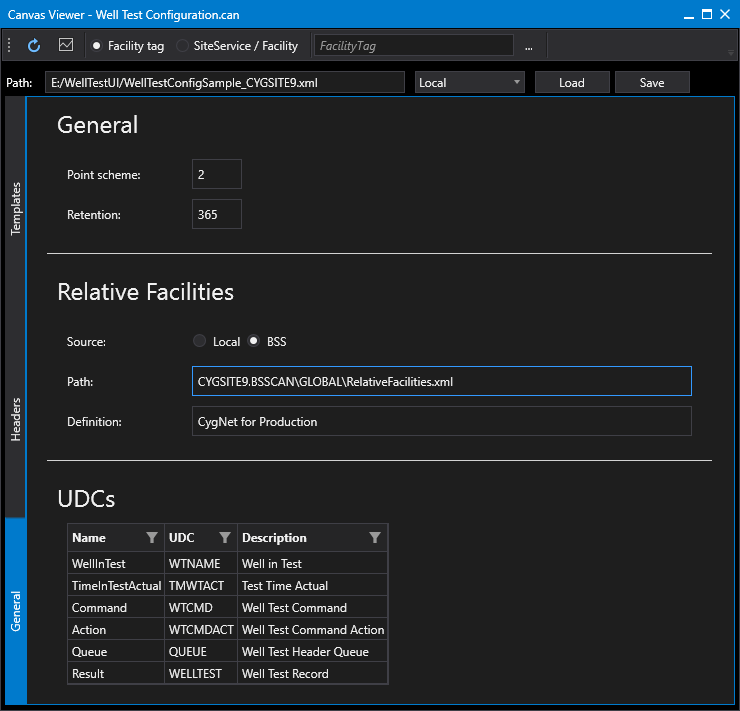 Canvas Viewer - Well Test Configuration.can
Facility tag SiteService / Facility FacilityTag ...
Path: E:/WellTestUI/WellTestConfigSample_CYGSITE9.xml Local Load Save
Templates
Headers
General
General
Point scheme: 2
Retention: 365
Relative Facilities
Source: Local BSS
Path: CYGSITE9.BSSCAN\GLOBAL\RelativeFacilities.xml
Definition: CygNet for Production
UDCs
Name UDC Description
WellInTest WTNAME Well in Test
TimeInTestActual TMWTACT Test Time Actual
Command WTCMD Well Test Command
Action WTCMDACT Well Test Command Action
Queue QUEUE Well Test Header Queue
Result WELLTEST Well Test Record